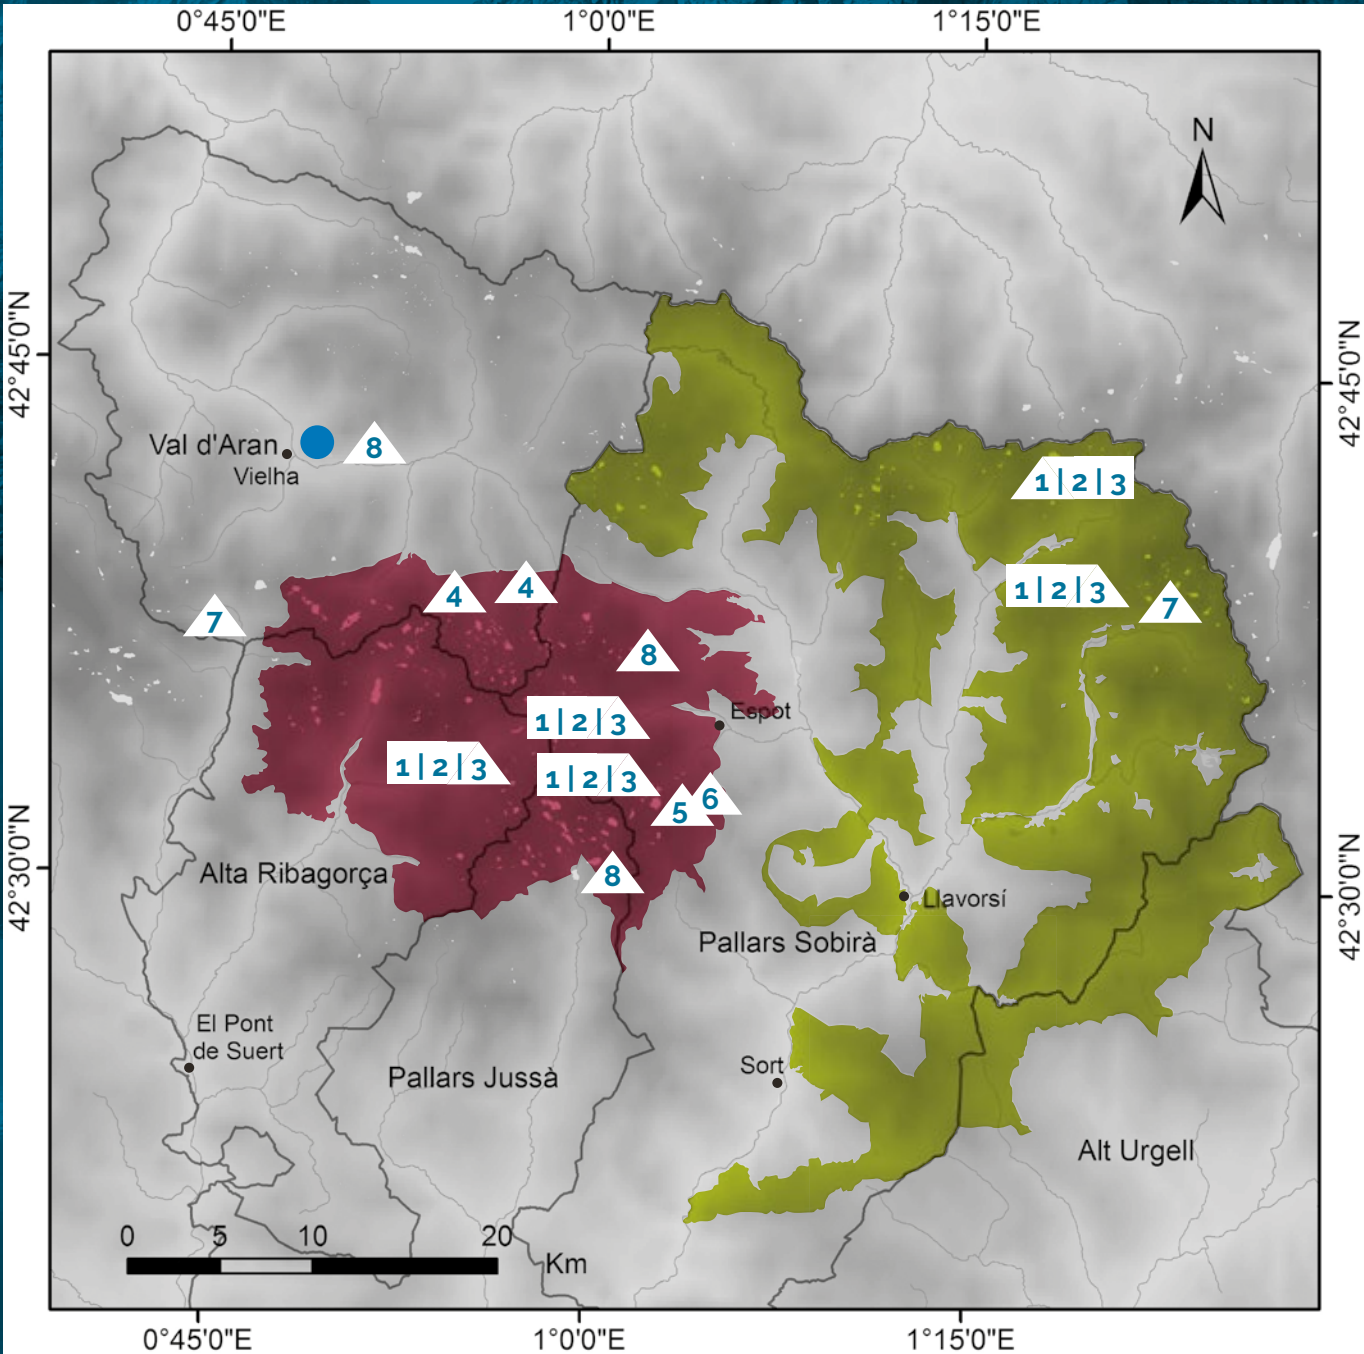 0°45'0"E
1°0'0"E
1°15'0"E
N
42°45'0"N
42°45'0"N
Val d'Aran
8
Vielha
1 | 2 | 3
1 | 2 | 3
7
4
4
7
8
1 | 2 | 3
Espot
1 | 2 | 3
1 | 2 | 3
5
6
42°30'0"N
42°30'0"N
Alta Ribagorça
8
Llavorsí
Pallars Sobirà
El Pont
de Suert
Pallars Jussà
Sort
Alt Urgell
0
5
10
20
Km
0°45'0"E
1°0'0"E
1°15'0"E